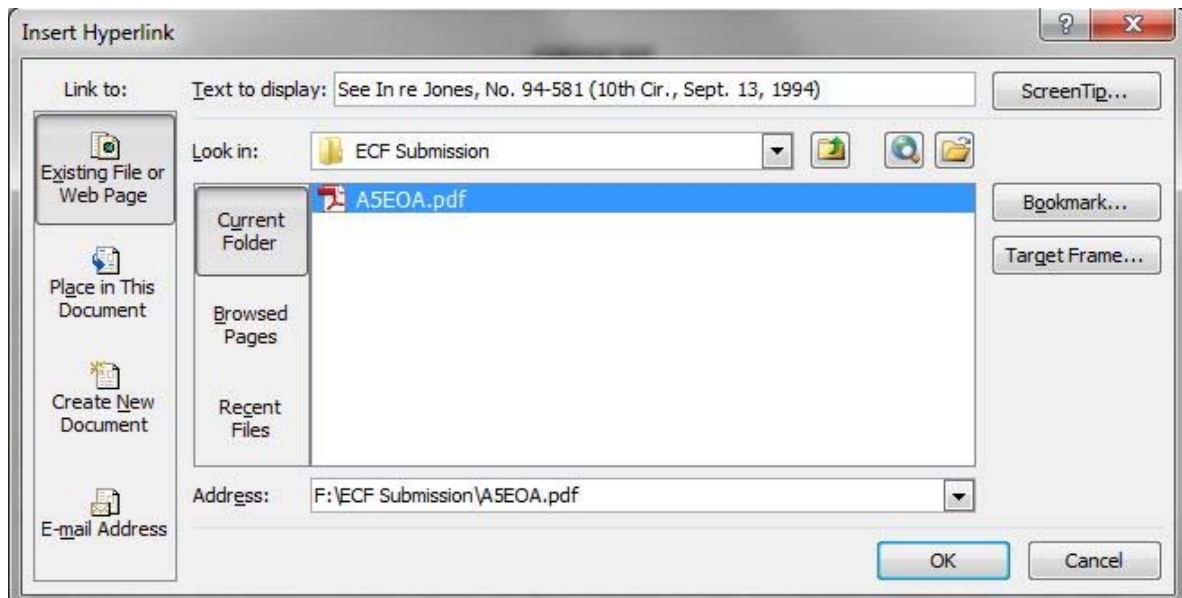 Insert Hyperlink
?
X
Link to:
Text to display: See In re Jones, No. 94-581 (10th Cir., Sept. 13, 1994)
ScreenTip...
Existing File or
Web Page
Look in: ECF Submission
Current
Folder
A5EOA.pdf
Bookmark...
Target Frame...
Place in This
Document
Browsed
Pages
Create New
Document
Recent
Files
E-mail Address
Address: F:\ECF Submission\A5EOA.pdf
OK
Cancel